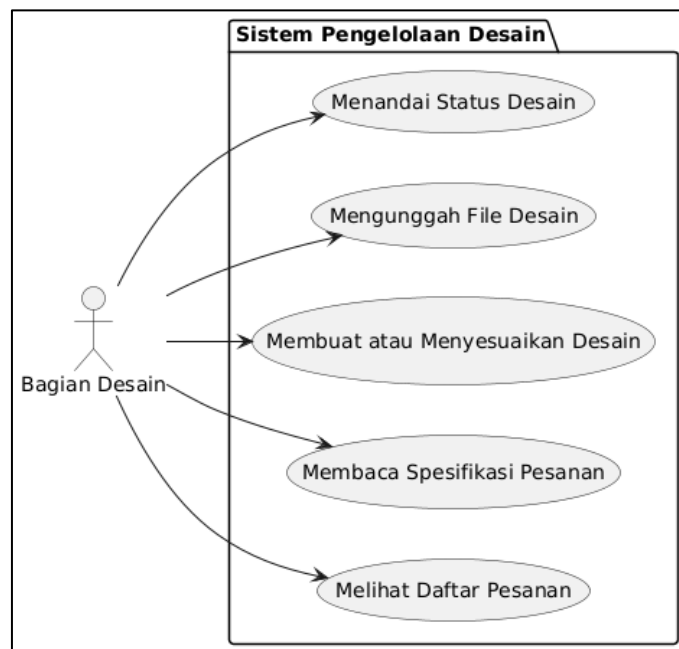 Sistem Pengelolaan Desain
Menandai Status Desain
Mengunggah File Desain
Membuat atau Menyesuaikan Desain
Bagian Desain
Membaca Spesifikasi Pesanan
Melihat Daftar Pesanan